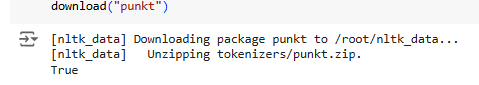 download("punkt")
[nltk_data] Downloading package punkt to /root/nltk_data...
[nltk_data]   Unzipping tokenizers/punkt.zip.
True